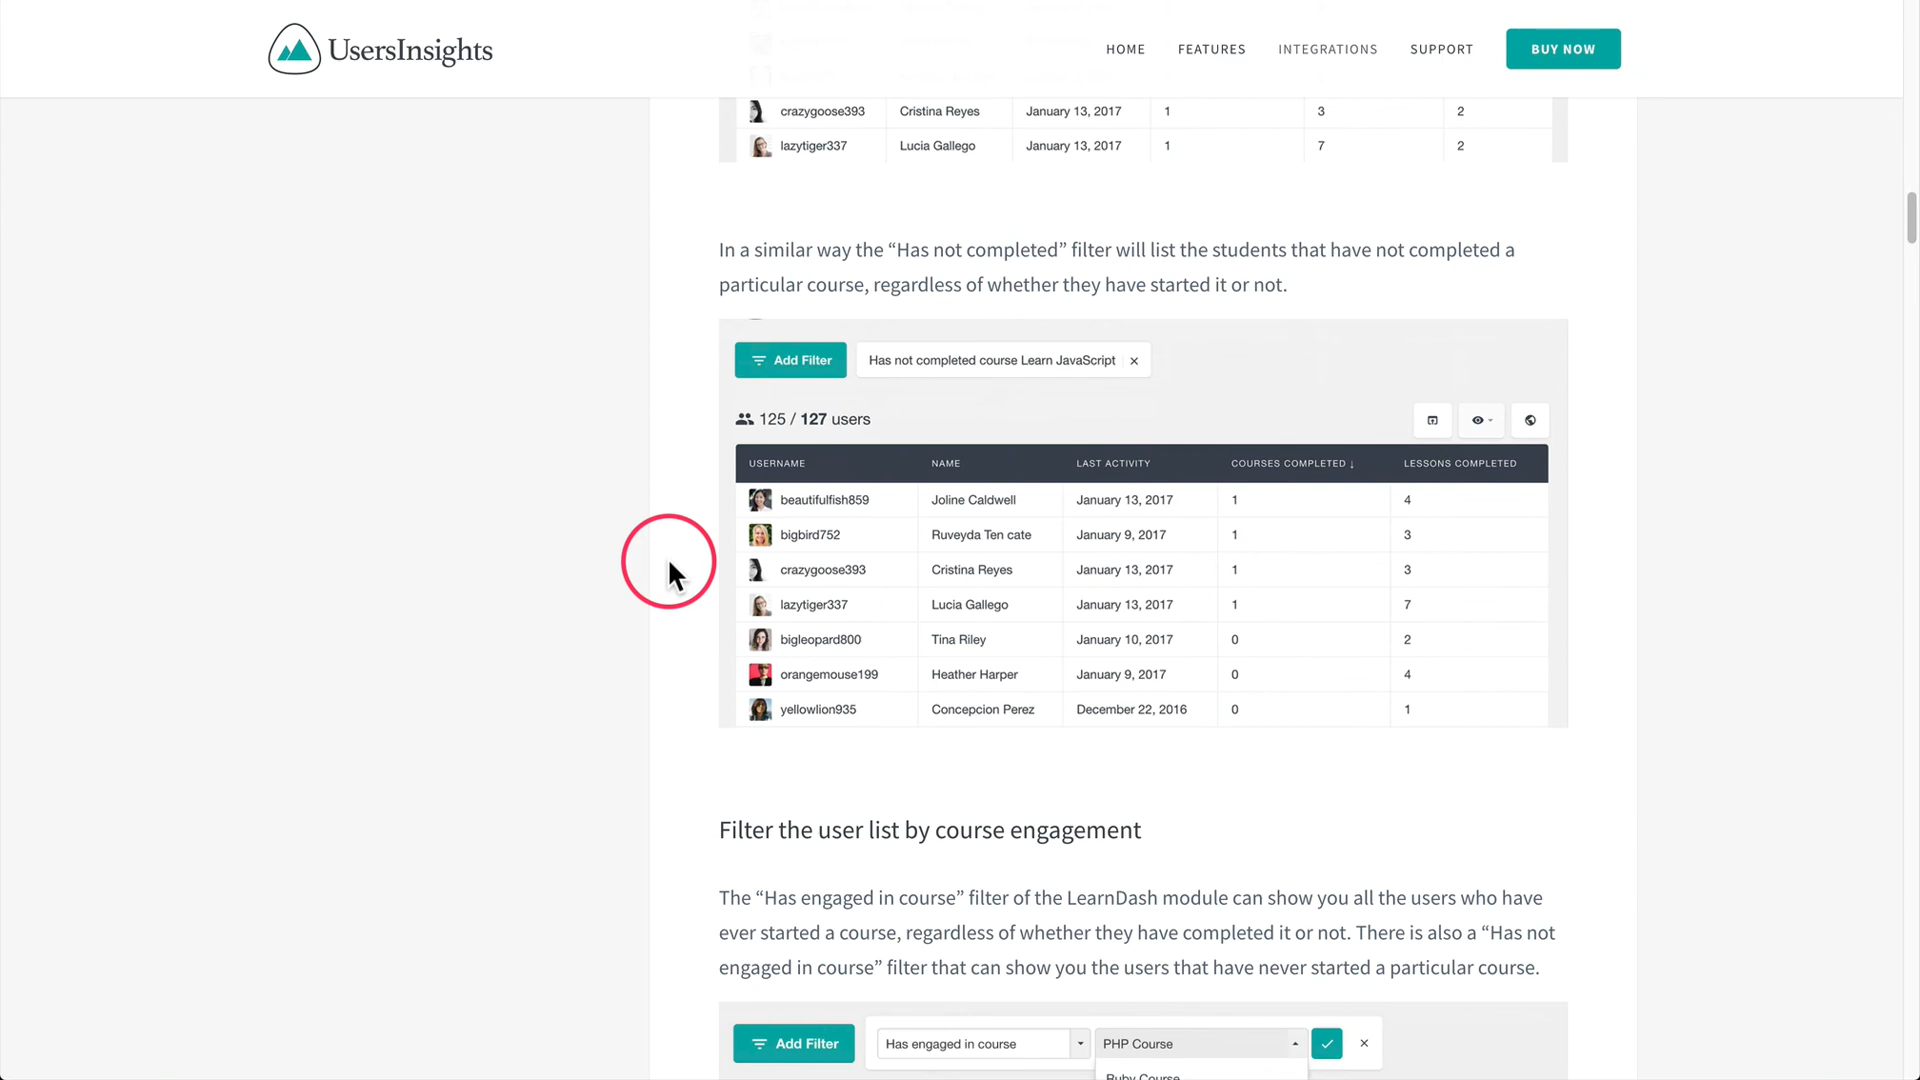 UsersInsights
HOME FEATURES INTEGRATIONS SUPPORT BUY NOW
crazygoose393 Cristina Reyes January 13, 2017 1 3 2
lazytiger337 Lucia Gallego January 13, 2017 1 7 2
In a similar way the “Has not completed” filter will list the students that have not completed a
particular course, regardless of whether they have started it or not.
Add Filter Has not completed course Learn JavaScript ×
125 / 127 users
USERNAME NAME LAST ACTIVITY COURSES COMPLETED ↓ LESSONS COMPLETED
beautifulfish859 Joline Caldwell January 13, 2017 1 4
bigbird752 Ruveyda Ten cate January 9, 2017 1 3
crazygoose393 Cristina Reyes January 13, 2017 1 3
lazytiger337 Lucia Gallego January 13, 2017 1 7
bigleopard800 Tina Riley January 10, 2017 0 2
orangemouse199 Heather Harper January 9, 2017 0 4
yellowlion935 Concepcion Perez December 22, 2016 0 1
Filter the user list by course engagement
The “Has engaged in course” filter of the LearnDash module can show you all the users who have
ever started a course, regardless of whether they have completed it or not. There is also a “Has not
engaged in course” filter that can show you the users that have never started a particular course.
Add Filter Has engaged in course PHP Course ×
Ruby Course